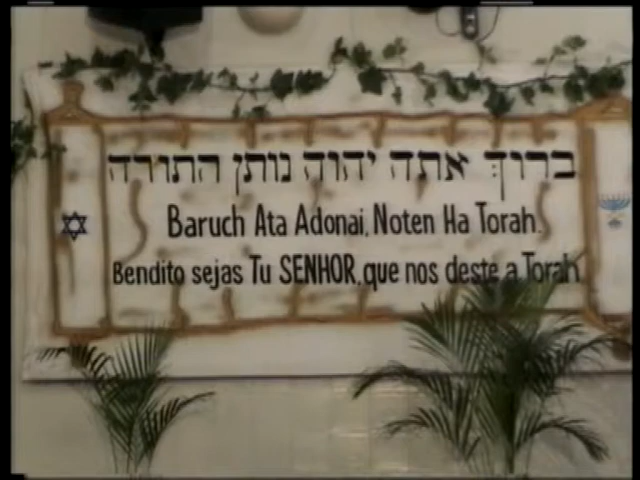 ברוך אתה יהוה נותן התורה
Baruch Ata Adonai, Noten Ha Torah.
Bendito sejas Tu SENHOR, que nos deste a Torah